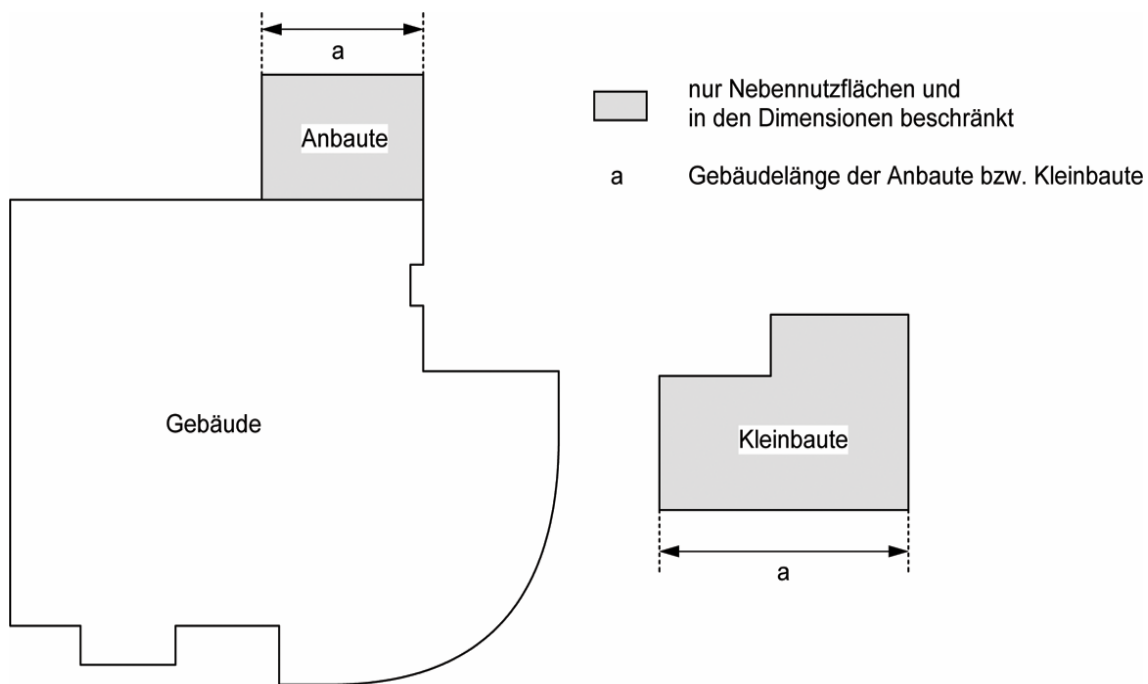 a
Anbaute
nur Nebennutzflächen und
in den Dimensionen beschränkt
a Gebäudelänge der Anbaute bzw. Kleinbaute
Gebäude
Kleinbaute
a